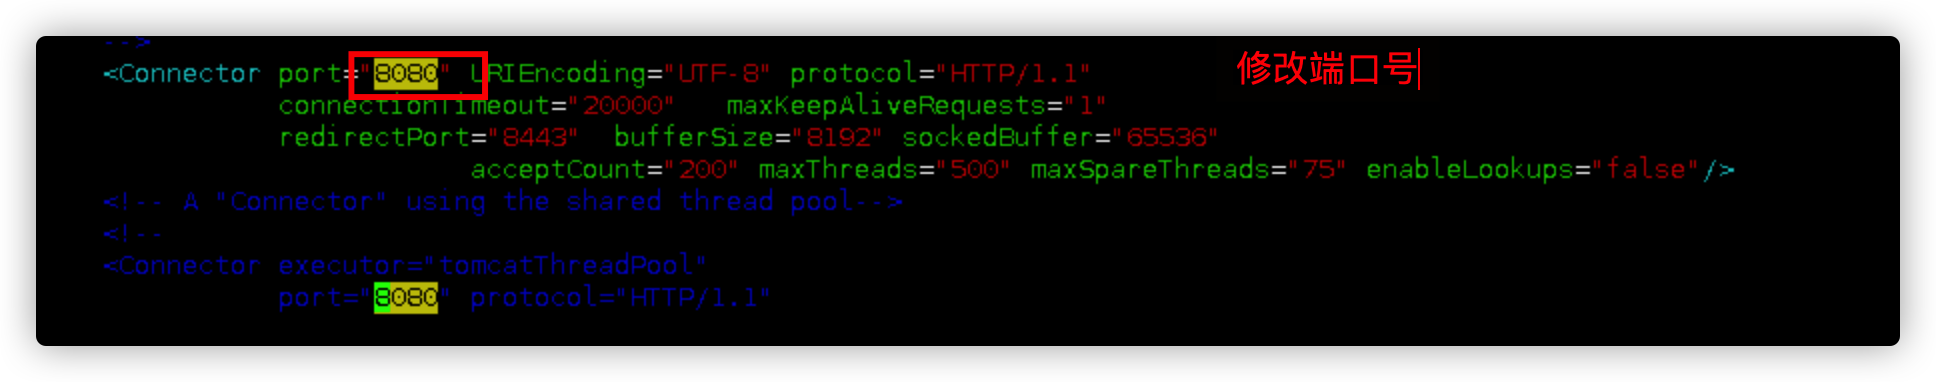 -->
<Connector port="8080" URIEncoding="UTF-8" protocol="HTTP/1.1"
修改端口号
connectionTimeout="20000" maxKeepAliveRequests="1"
redirectPort="8443" bufferSize="8192" sockedBuffer="65536"
acceptCount="200" maxThreads="500" maxSpareThreads="75" enableLookups="false"/>
<!-- A "Connector" using the shared thread pool-->
<!--
<Connector executor="tomcatThreadPool"
port="8080" protocol="HTTP/1.1"